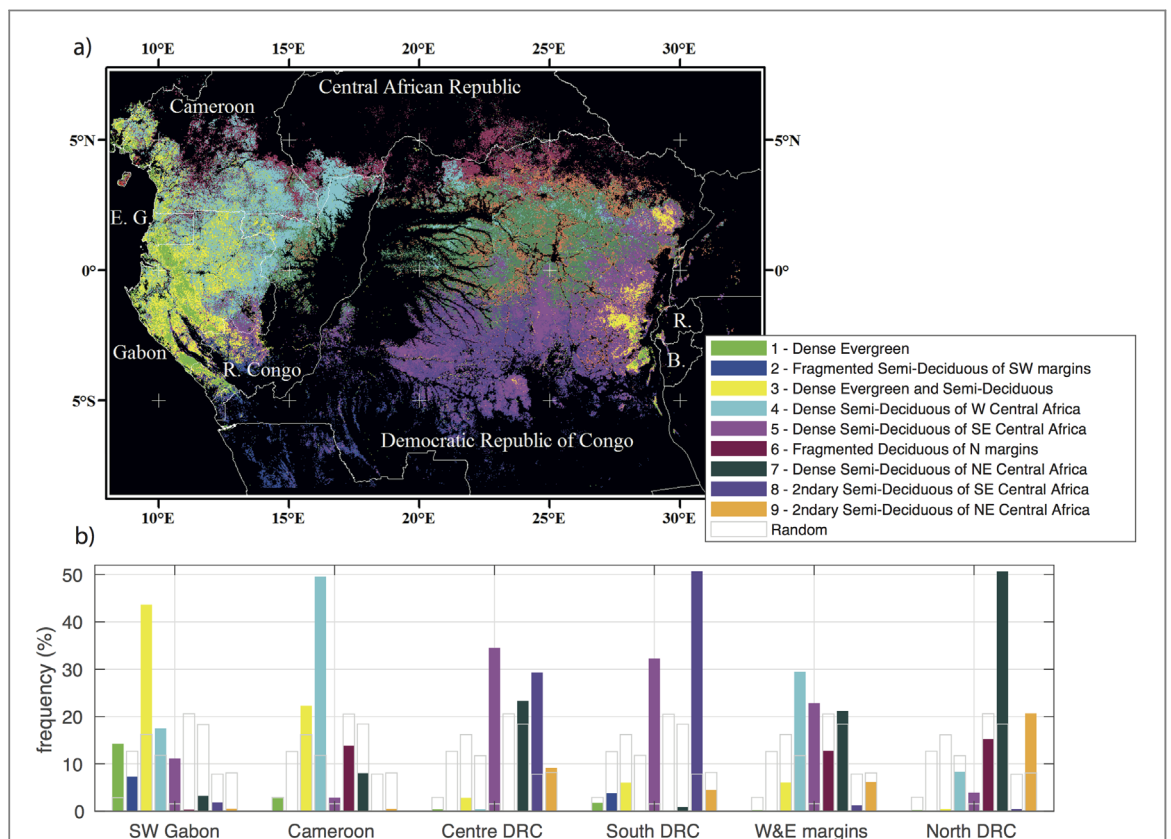 a)
10°E 15°E 20°E 25°E 30°E
Central African Republic
Cameroon
5°N 5°N
E. G.
0° 0°
R.
Gabon
B.
R. Congo
5°S
Democratic Republic of Congo
10°E 15°E 20°E 25°E 30°E
1 - Dense Evergreen
2 - Fragmented Semi-Deciduous of SW margins
3 - Dense Evergreen and Semi-Deciduous
4 - Dense Semi-Deciduous of W Central Africa
5 - Dense Semi-Deciduous of SE Central Africa
6 - Fragmented Deciduous of N margins
7 - Dense Semi-Deciduous of NE Central Africa
8 - 2ndary Semi-Deciduous of SE Central Africa
9 - 2ndary Semi-Deciduous of NE Central Africa
Random
b)
frequency (%)
50
40
30
20
10
0
SW Gabon Cameroon Centre DRC South DRC W&E margins North DRC